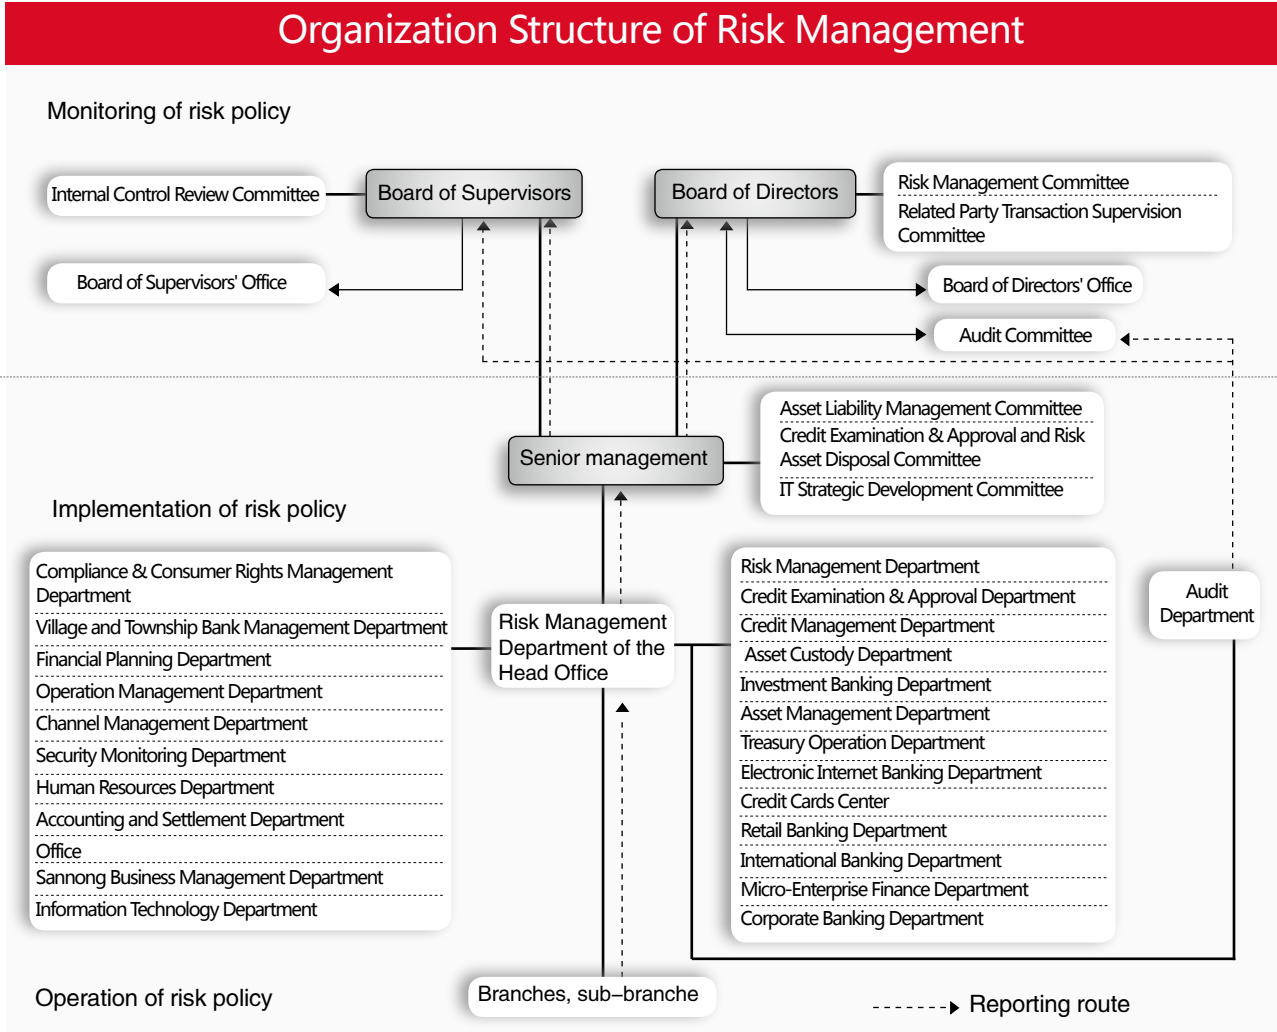 Organization Structure of Risk Management
Monitoring of risk policy
Internal Control Review Committee
Board of Supervisors
Board of Directors
Risk Management Committee
Related Party Transaction Supervision
Committee
Board of Supervisors' Office
Board of Directors' Office
Audit Committee
Senior management
Asset Liability Management Committee
Credit Examination & Approval and Risk
Asset Disposal Committee
IT Strategic Development Committee
Implementation of risk policy
Compliance & Consumer Rights Management
Department
Village and Township Bank Management Department
Financial Planning Department
Operation Management Department
Channel Management Department
Security Monitoring Department
Human Resources Department
Accounting and Settlement Department
Office
Sannong Business Management Department
Information Technology Department
Risk Management
Department of the
Head Office
Risk Management Department
Credit Examination & Approval Department
Credit Management Department
Asset Custody Department
Investment Banking Department
Asset Management Department
Treasury Operation Department
Electronic Internet Banking Department
Credit Cards Center
Retail Banking Department
International Banking Department
Micro-Enterprise Finance Department
Corporate Banking Department
Audit
Department
Operation of risk policy
Branches, sub–branche
Reporting route